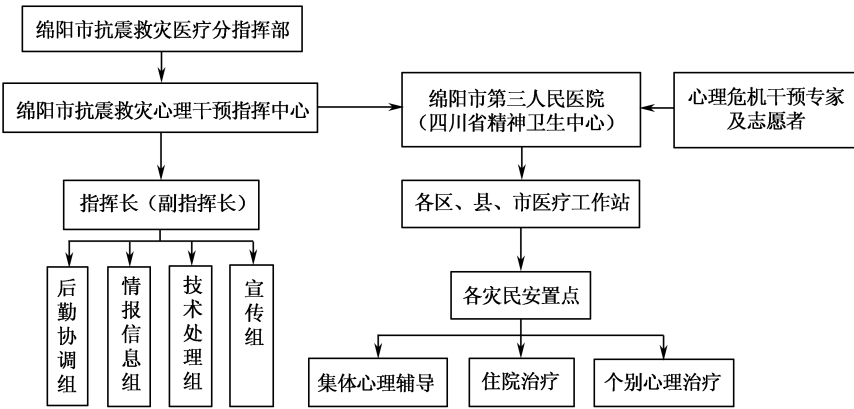 绵阳市抗震救灾医疗分指挥部
绵阳市抗震救灾心理干预指挥中心
绵阳市第三人民医院
（四川省精神卫生中心）
心理危机干预专家
及志愿者
指挥长（副指挥长）
各区、县、市医疗工作站
后勤协调组
情报信息组
技术处理组
宣传组
各灾民安置点
集体心理辅导
住院治疗
个别心理治疗